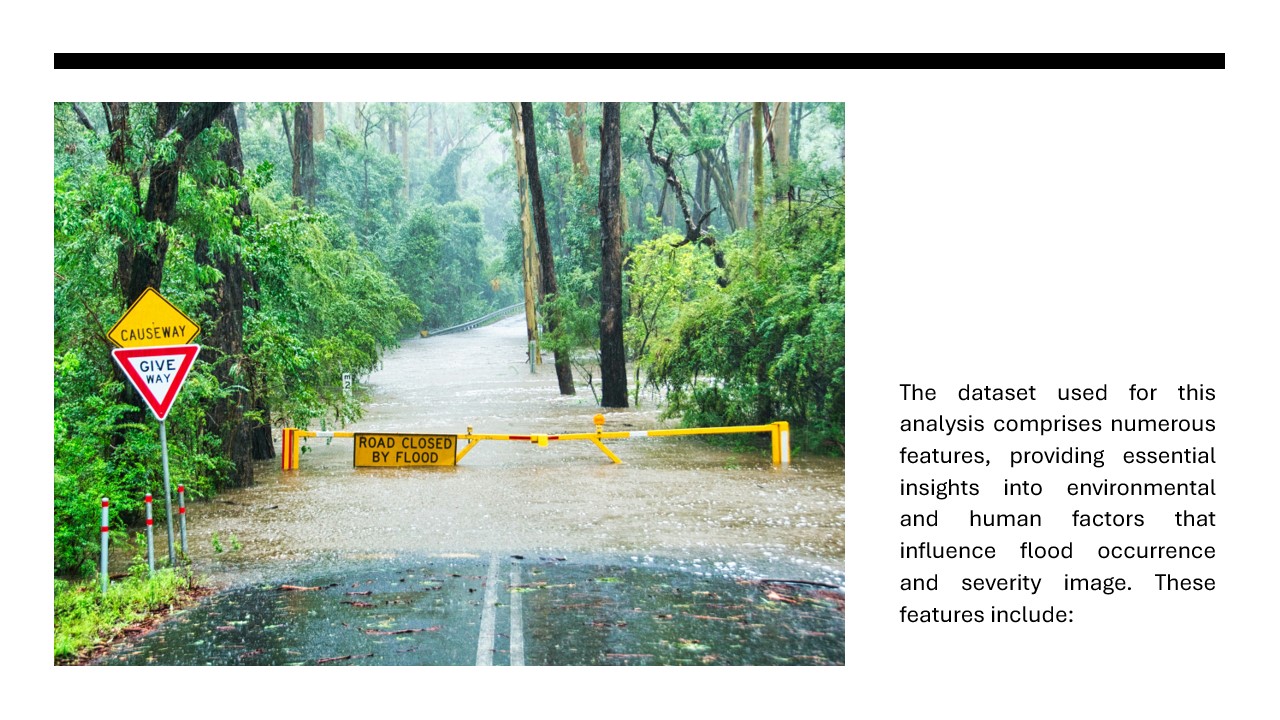 CAUSEWAY
GIVE
WAY
ROAD CLOSED
BY FLOOD
The dataset used for this
analysis comprises numerous
features, providing essential
insights into environmental
and human factors that
influence flood occurrence
and severity image. These
features include: